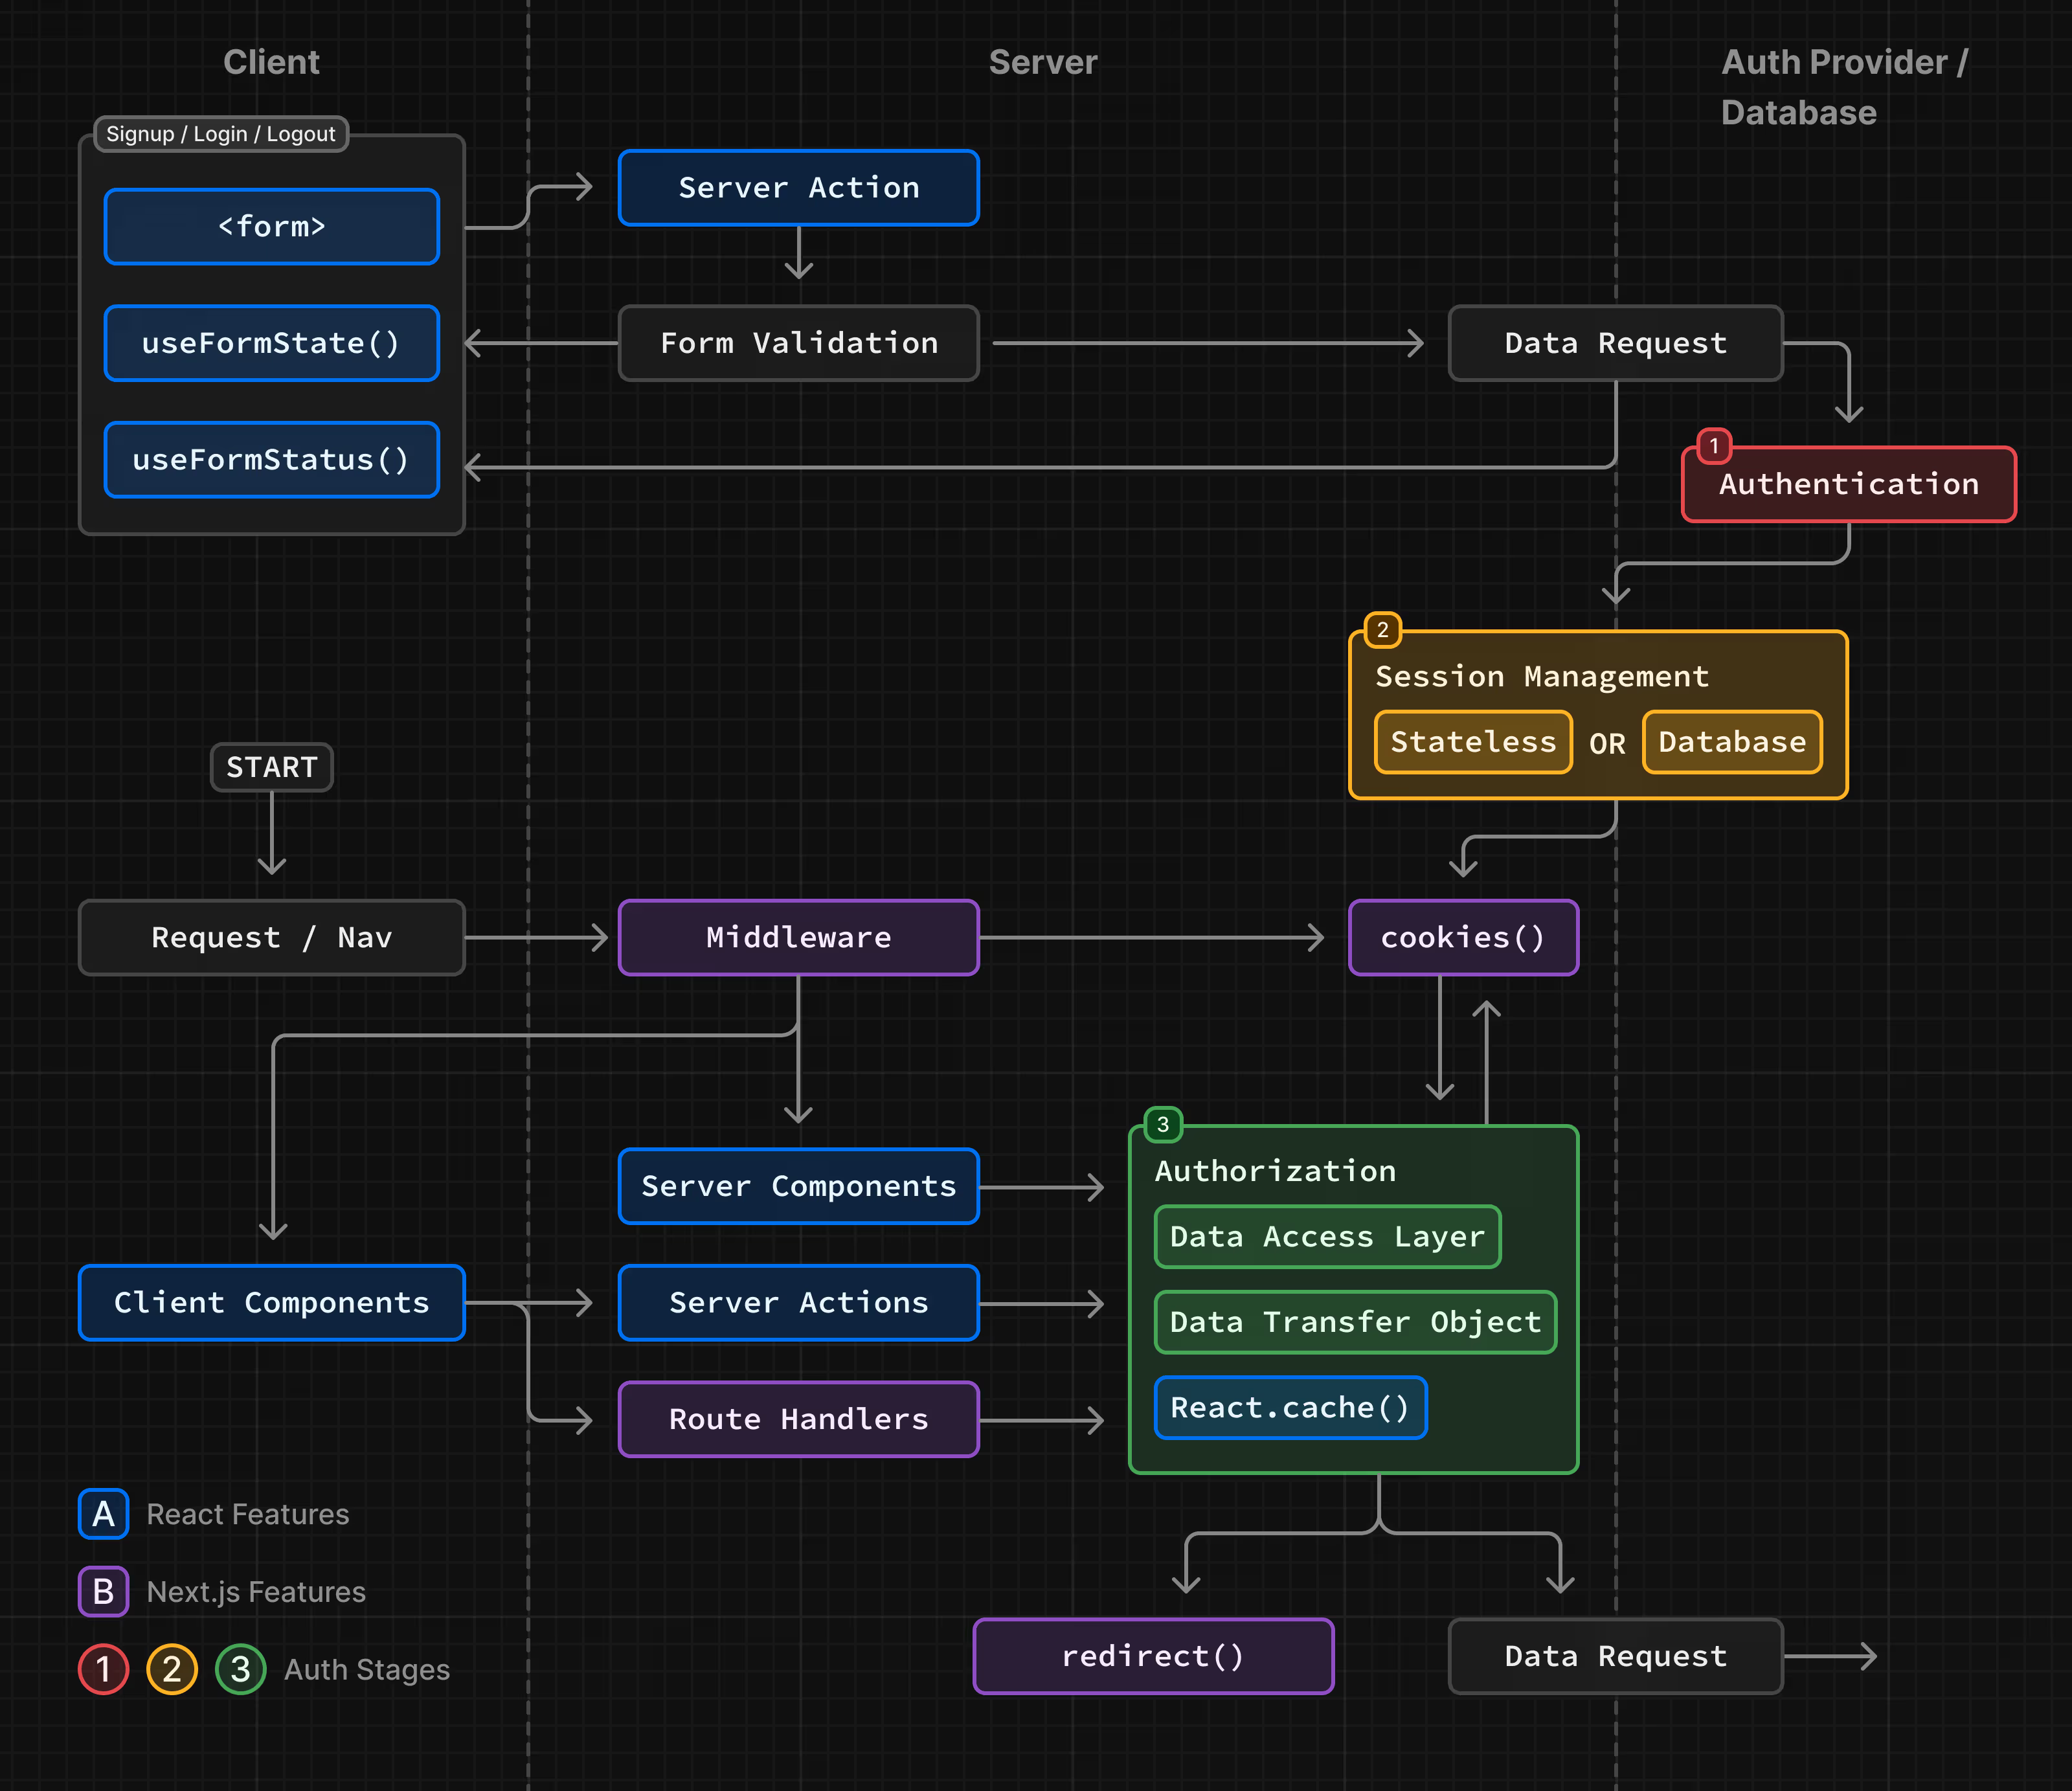 Client
Server
Auth Provider /
Database
Signup / Login / Logout
<form>
Server Action
useFormState()
Form Validation
Data Request
useFormStatus()
1
Authentication
2
Session Management
Stateless OR Database
START
Request / Nav
Middleware
cookies()
3
Authorization
Server Components
Data Access Layer
Client Components
Server Actions
Data Transfer Object
Route Handlers
React.cache()
A React Features
B Next.js Features
1 2 3 Auth Stages
redirect()
Data Request